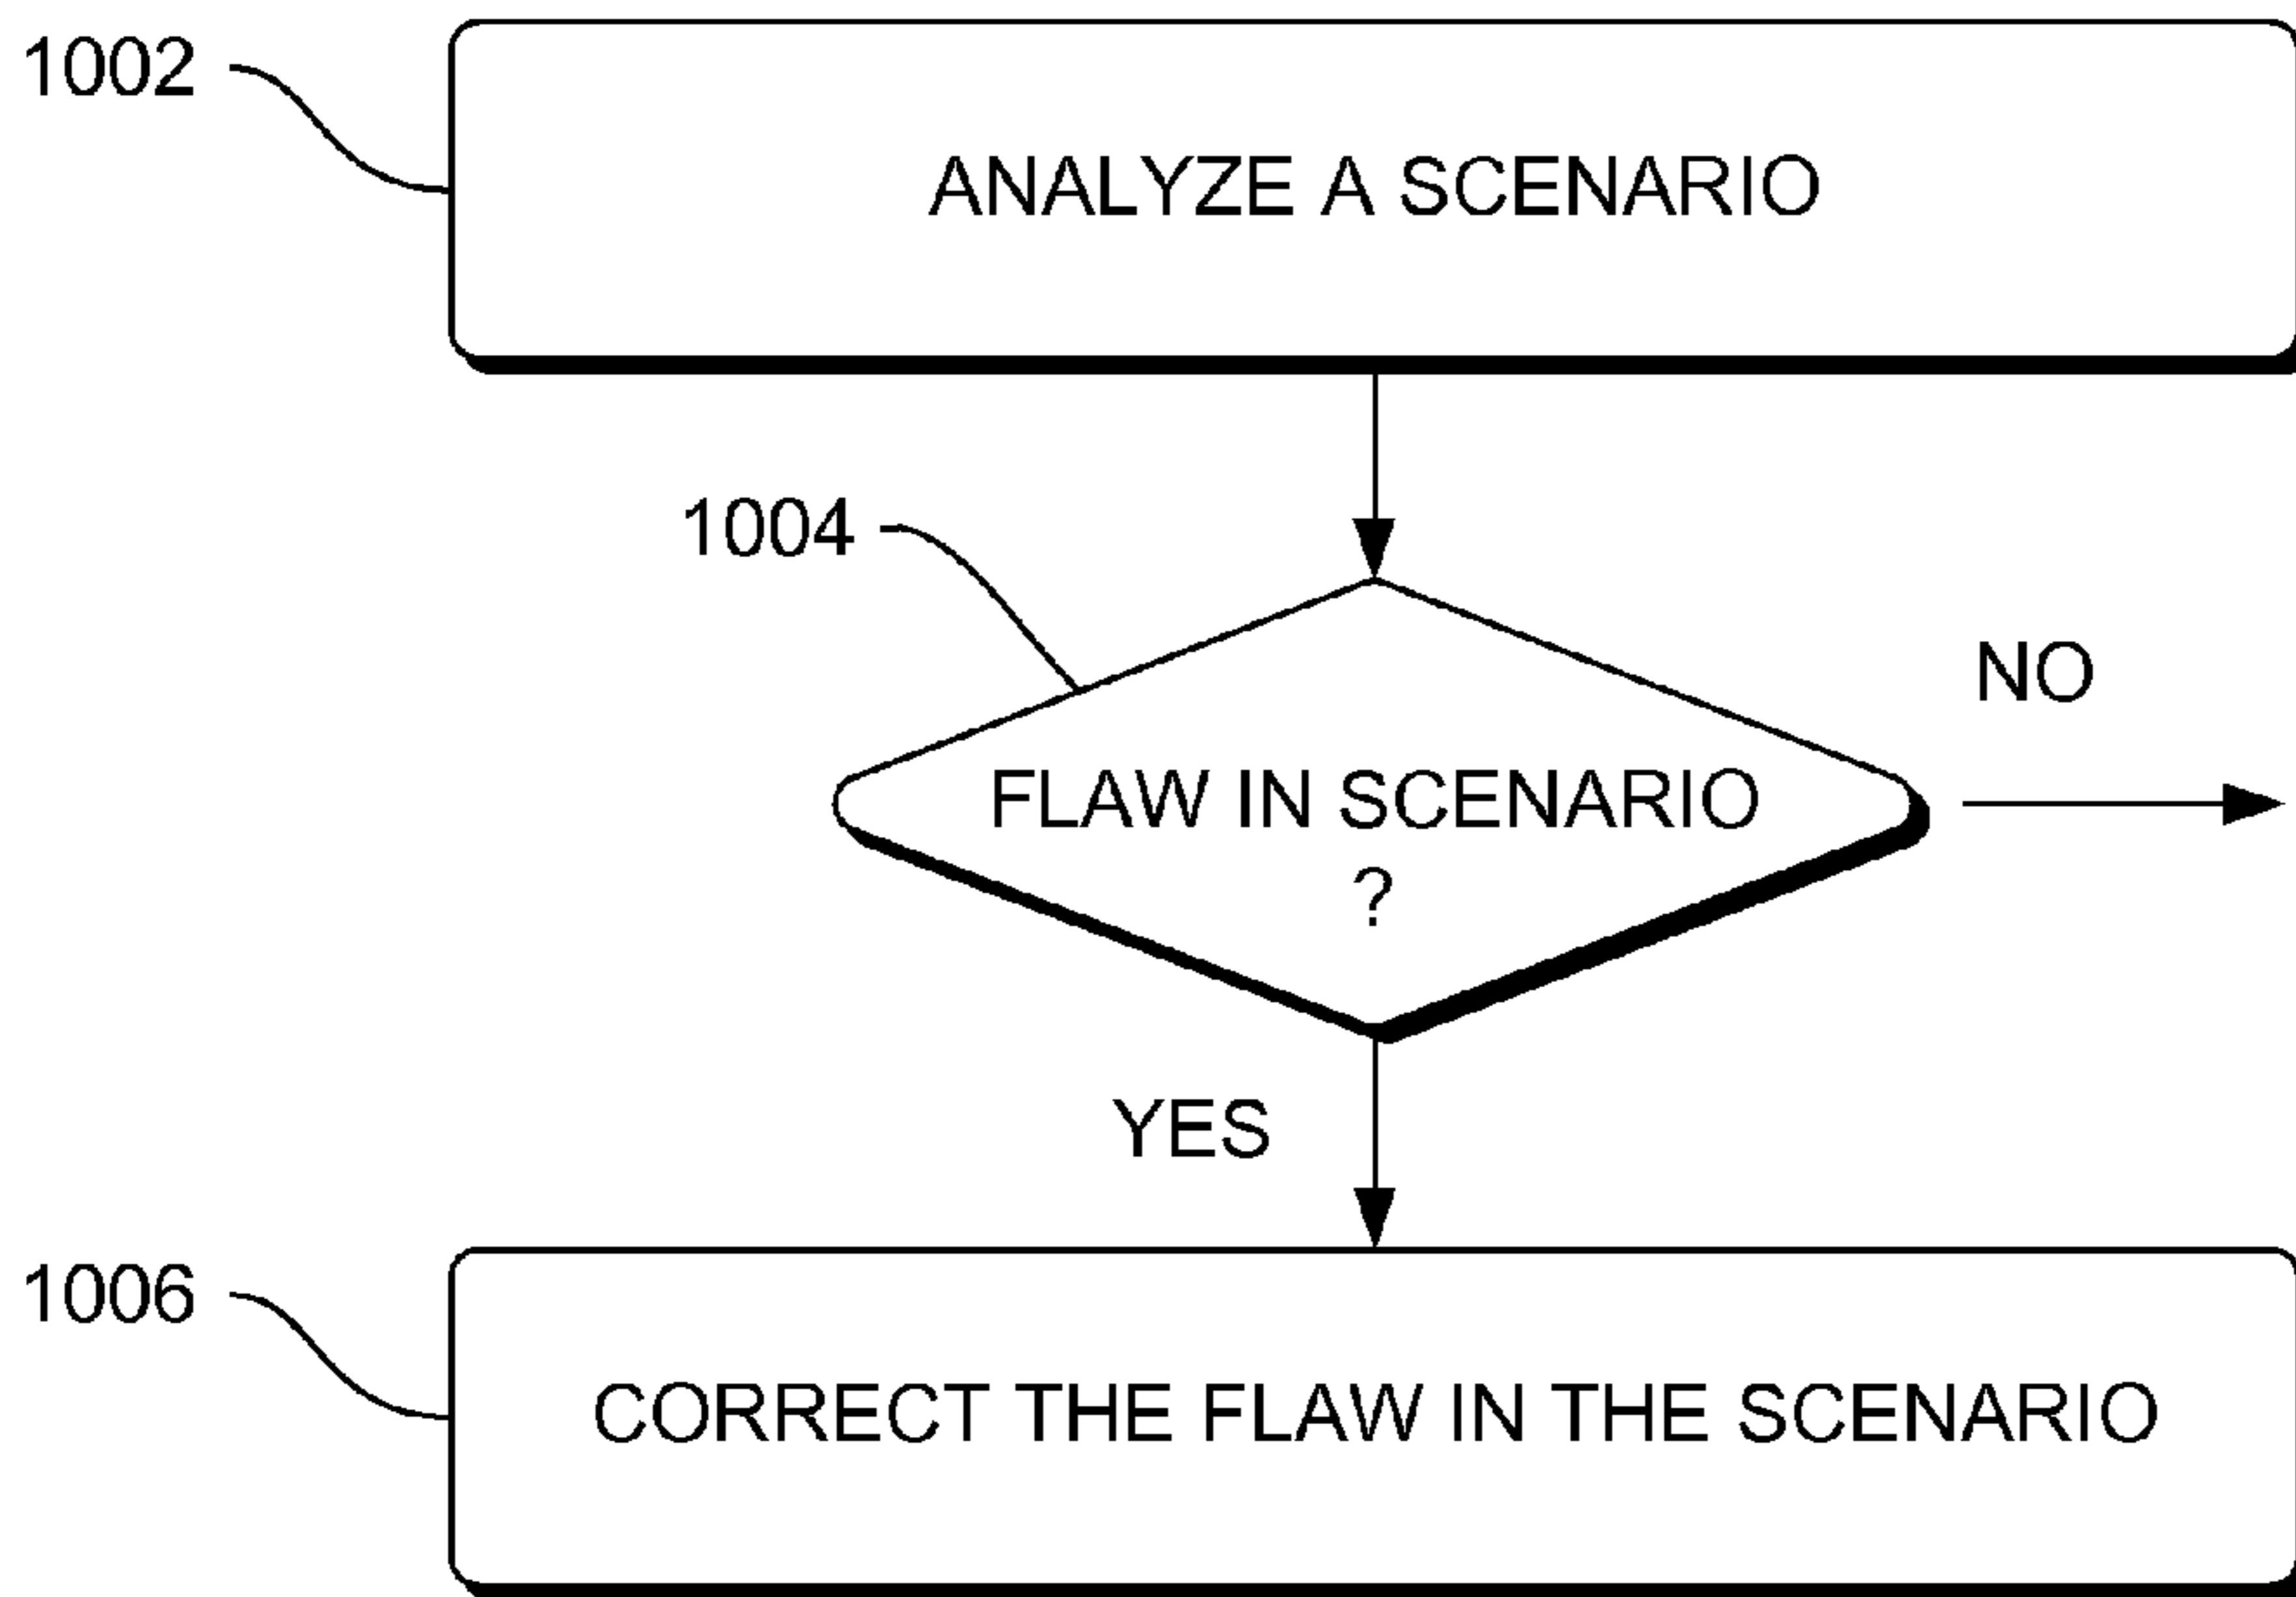 1002
ANALYZE A SCENARIO
1004
NO
FLAW IN SCENARIO
?
YES
1006
CORRECT THE FLAW IN THE SCENARIO